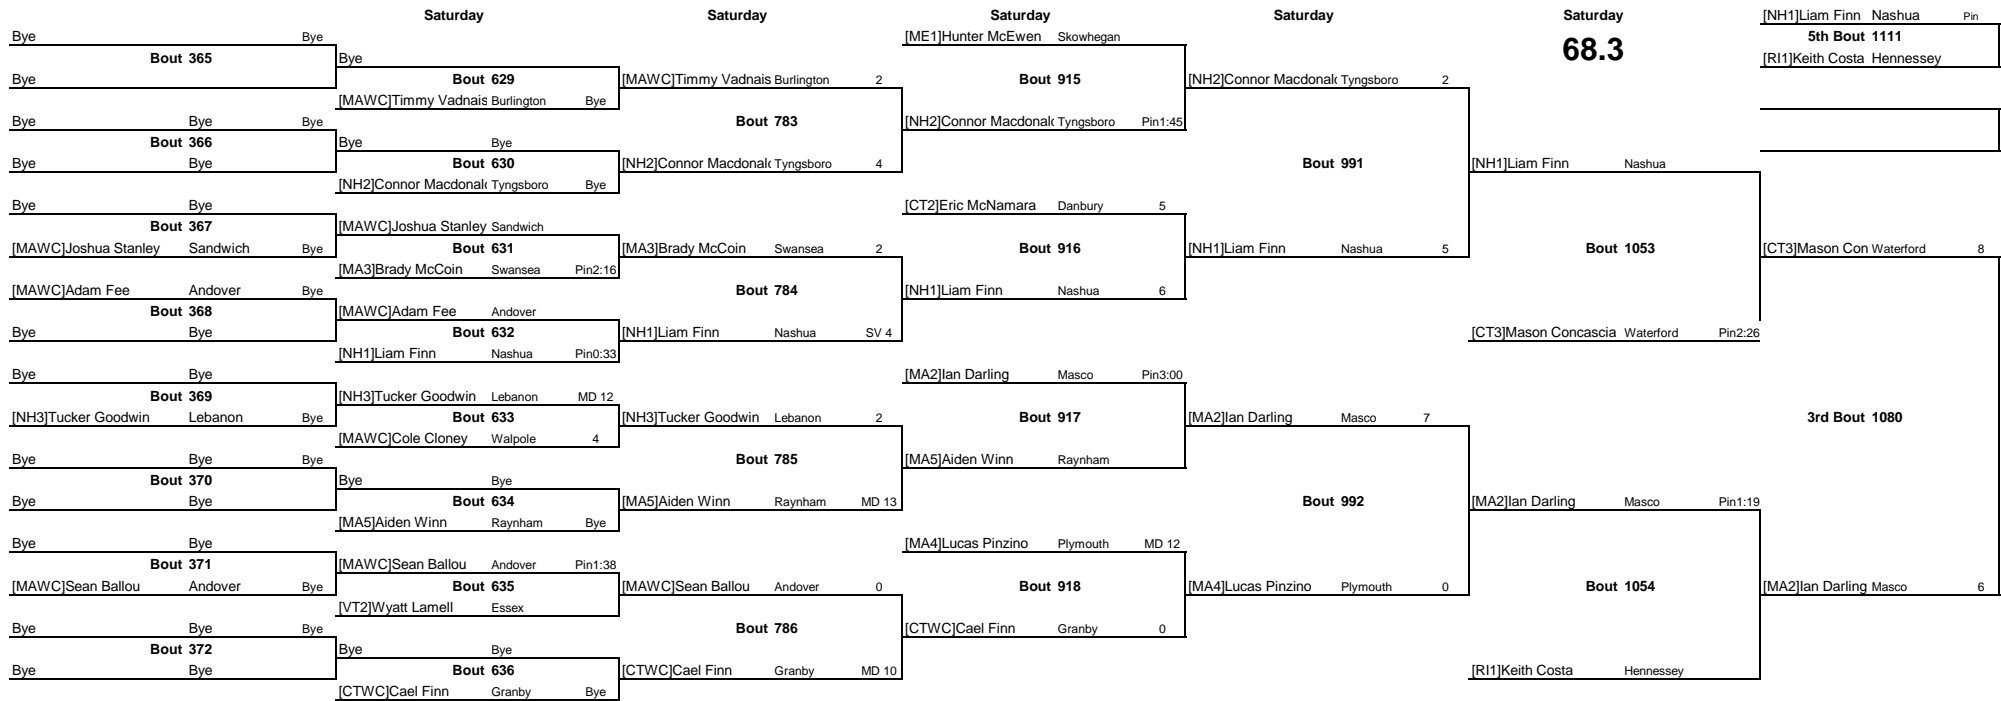 Saturday Saturday Saturday Saturday Saturday [NH1]Liam Finn Nashua Pin
Bye Bye [ME1]Hunter McEwen Skowhegan 68.3 5th Bout 1111
Bout 365 Bye [RI1]Keith Costa Hennessey
Bye Bout 629 [MAWC]Timmy Vadnais Burlington 2 Bout 915 [NH2]Connor Macdonalc Tyngsboro 2
[MAWC]Timmy Vadnais Burlington Bye
Bye Bye Bye Bout 783 [NH2]Connor Macdonalc Tyngsboro Pin1:45
Bout 366 Bye Bye
Bye Bye Bout 630 [NH2]Connor Macdonalc Tyngsboro 4 Bout 991 [NH1]Liam Finn Nashua
[NH2]Connor Macdonalc Tyngsboro Bye
Bye Bye [CT2]Eric McNamara Danbury 5
Bout 367 [MAWC]Joshua Stanley Sandwich
[MAWC]Joshua Stanley Sandwich Bye Bout 631 [MA3]Brady McCoin Swansea 2 Bout 916 [NH1]Liam Finn Nashua 5 Bout 1053 [CT3]Mason Con Waterford 8
[MA3]Brady McCoin Swansea Pin2:16
[MAWC]Adam Fee Andover Bye Bout 784 [NH1]Liam Finn Nashua 6
Bout 368 [MAWC]Adam Fee Andover
Bye Bye Bout 632 [NH1]Liam Finn Nashua SV 4 [CT3]Mason Concascia Waterford Pin2:26
[NH1]Liam Finn Nashua Pin0:33
Bye Bye [MA2]Ian Darling Masco Pin3:00
Bout 369 [NH3]Tucker Goodwin Lebanon MD 12
[NH3]Tucker Goodwin Lebanon Bye Bout 633 [NH3]Tucker Goodwin Lebanon 2 Bout 917 [MA2]Ian Darling Masco 7 3rd Bout 1080
[MAWC]Cole Cloney Walpole 4
Bye Bye Bye Bout 785 [MA5]Aiden Winn Raynham
Bout 370 Bye Bye
Bye Bye Bout 634 [MA5]Aiden Winn Raynham MD 13 Bout 992 [MA2]Ian Darling Masco Pin1:19
[MA5]Aiden Winn Raynham Bye
Bye Bye [MA4]Lucas Pinzino Plymouth MD 12
Bout 371 [MAWC]Sean Ballou Andover Pin1:38
[MAWC]Sean Ballou Andover Bye Bout 635 [MAWC]Sean Ballou Andover 0 Bout 918 [MA4]Lucas Pinzino Plymouth 0 Bout 1054 [MA2]Ian Darling Masco 6
[VT2]Wyatt Lamell Essex
Bye Bye Bye Bout 786 [CTWC]Cael Finn Granby 0
Bout 372 Bye Bye
Bye Bye Bout 636 [CTWC]Cael Finn Granby MD 10 [RI1]Keith Costa Hennessey
[CTWC]Cael Finn Granby Bye